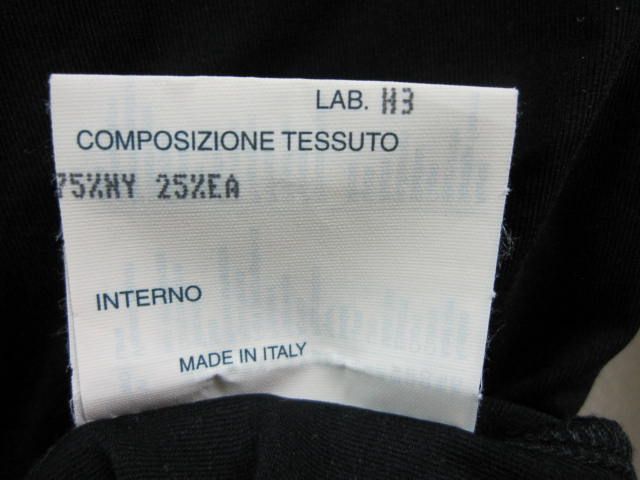 LAB. H3
COMPOSIZIONE TESSUTO
75%NY 25%EA
INTERNO
MADE IN ITALY